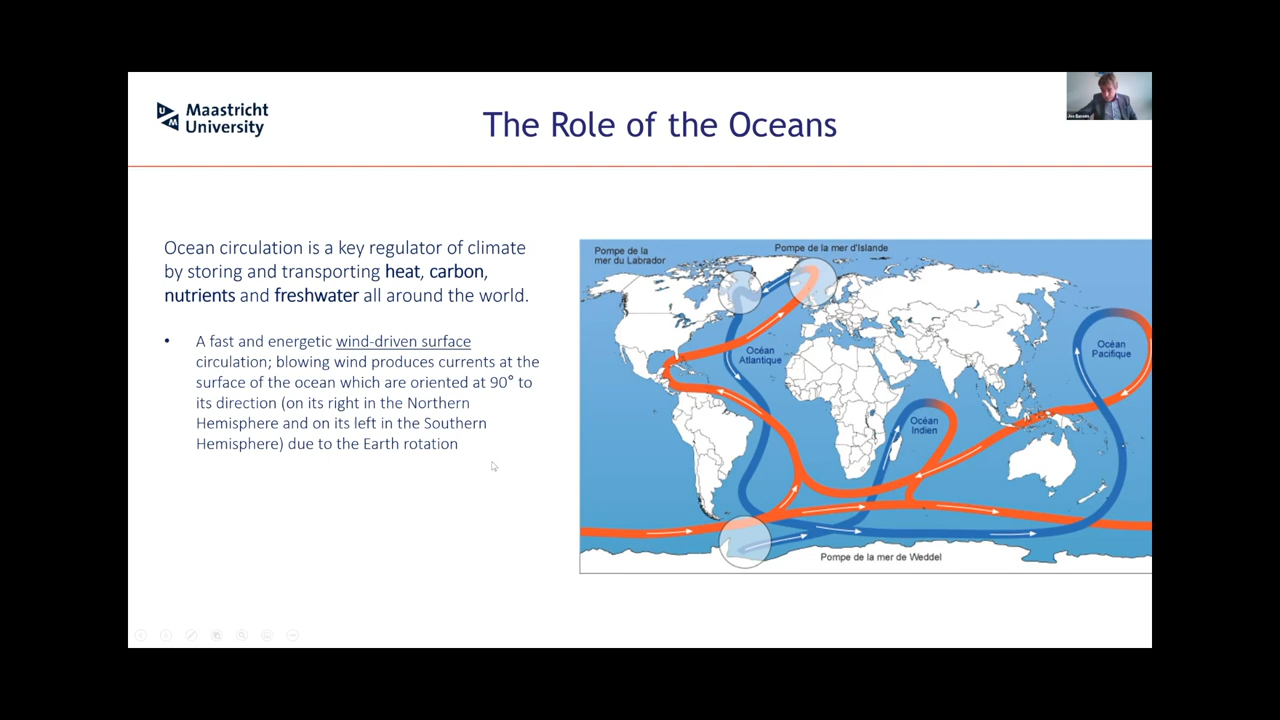 Maastricht
University
UM
The Role of the Oceans
Ocean circulation is a key regulator of climate
by storing and transporting heat, carbon,
nutrients and freshwater all around the world.
• A fast and energetic wind-driven surface
circulation; blowing wind produces currents at the
surface of the ocean which are oriented at 90° to
its direction (on its right in the Northern
Hemisphere and on its left in the Southern
Hemisphere) due to the Earth rotation
Pompe de la
mer du Labrador
Pompe de la mer d'Islande
Océan
Atlantique
Océan
Pacifique
Océan
Indien
Pompe de la mer de Weddel